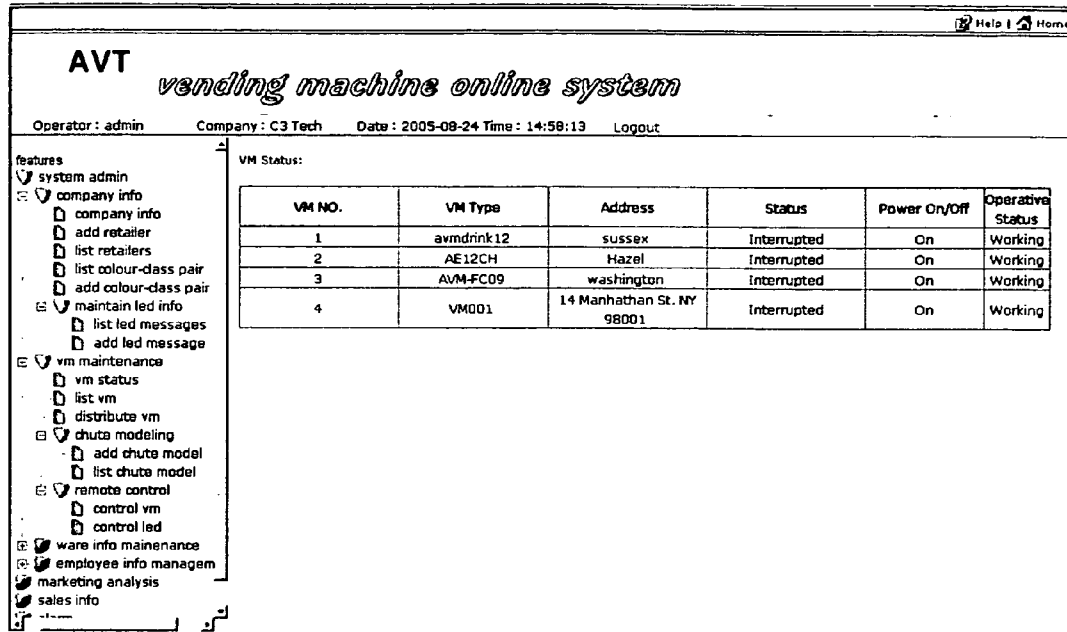 Help | Home
AVT
vending machine online system
Operator : admin Company : C3 Tech Date : 2005-08-24 Time : 14:58:13 Logout
features
system admin
company info
company info
add retailer
list retailers
list colour-class pair
add colour-class pair
maintain led info
list led messages
add led message
vm maintenance
vm status
list vm
distribute vm
chute modeling
add chute model
list chute model
remote control
control vm
control led
ware info mainenance
employee info managem
marketing analysis
sales info
VM Status:
VM NO. VM Type Address Status Power On/Off Operative Status
1 avmdrink12 sussex Interrupted On Working
2 AE12CH Hazel Interrupted On Working
3 AVM-FC09 washington Interrupted On Working
4 VM001 14 Manhathan St. NY 98001 Interrupted On Working